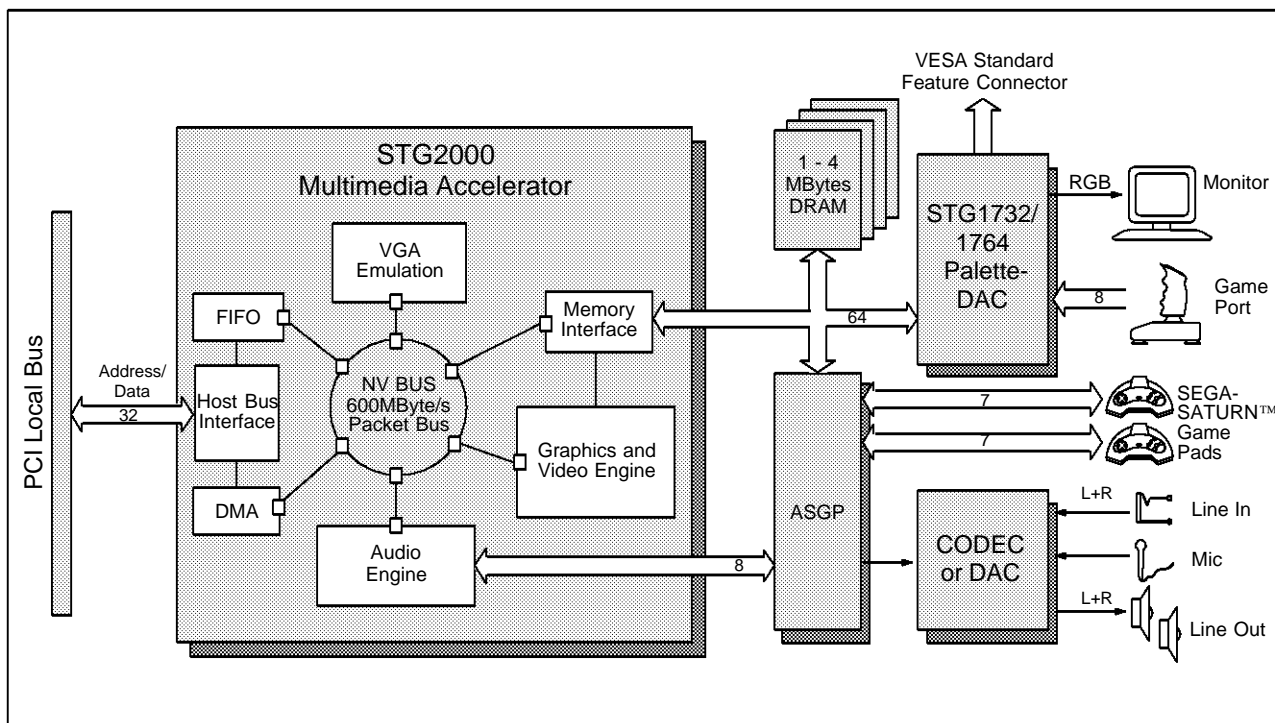 VESA Standard
Feature Connector
STG2000
Multimedia Accelerator
1 - 4
MBytes
DRAM
RGB
Monitor
STG1732/
1764
Palette-
DAC
VGA
Emulation
FIFO
Memory
Interface
64
8
Game
Port
PCI Local Bus
Address/
Data
32
Host Bus
Interface
NV BUS
600MByte/s
Packet Bus
Graphics and
Video Engine
7
SEGA-
SATURN™
7
Game
Pads
DMA
ASGP
L+R
Line In
CODEC
or DAC
Mic
Audio
Engine
8
L+R
Line Out